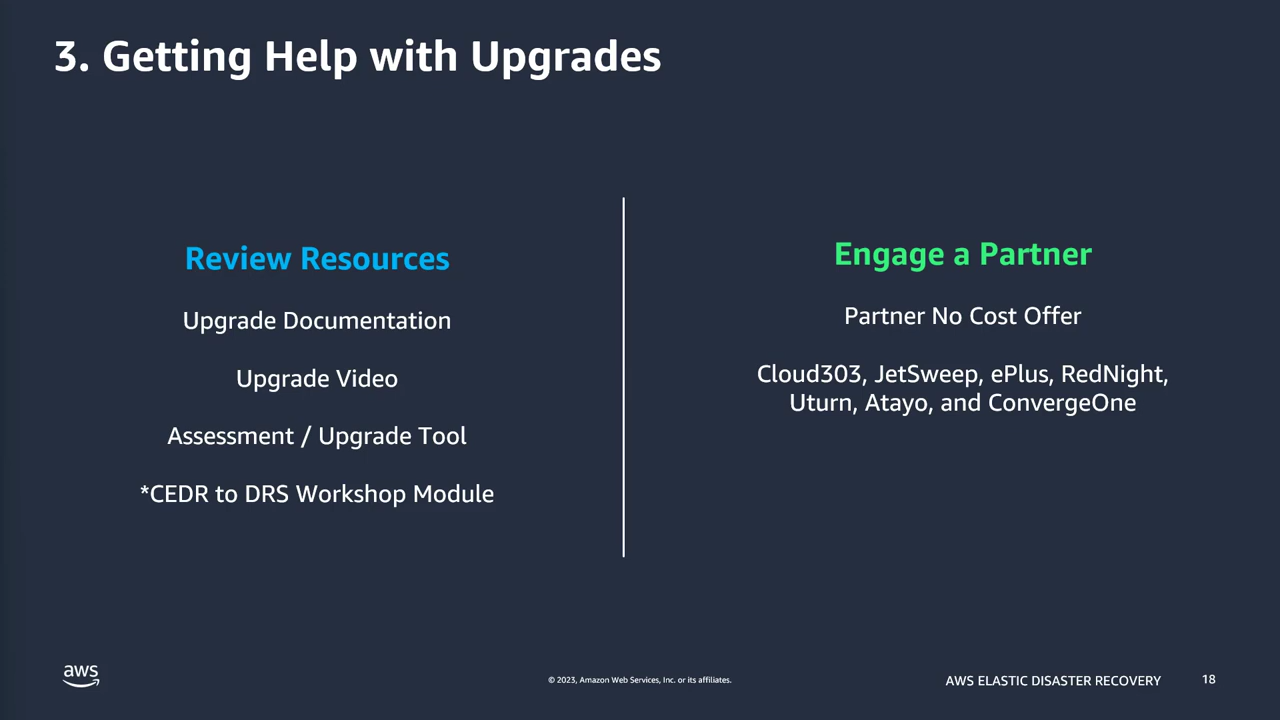 3. Getting Help with Upgrades
Review Resources
Upgrade Documentation
Upgrade Video
Assessment / Upgrade Tool
*CEDR to DRS Workshop Module
Engage a Partner
Partner No Cost Offer
Cloud303, JetSweep, ePlus, RedNight,
Uturn, Atayo, and ConvergeOne
aws
© 2023, Amazon Web Services, Inc. or its affiliates.
AWS ELASTIC DISASTER RECOVERY
18